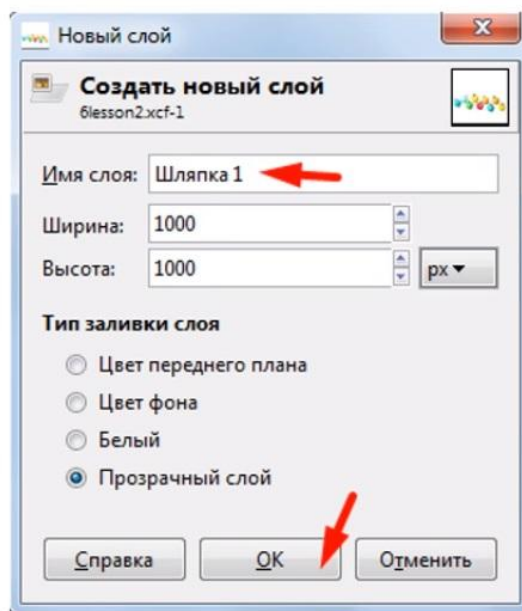 Новый слой
Создать новый слой
6lesson2.xcf-1
Имя слоя: Шляпка 1
Ширина: 1000
Высота: 1000 px
Тип заливки слоя
Цвет переднего плана
Цвет фона
Белый
Прозрачный слой
Справка OK Отменить